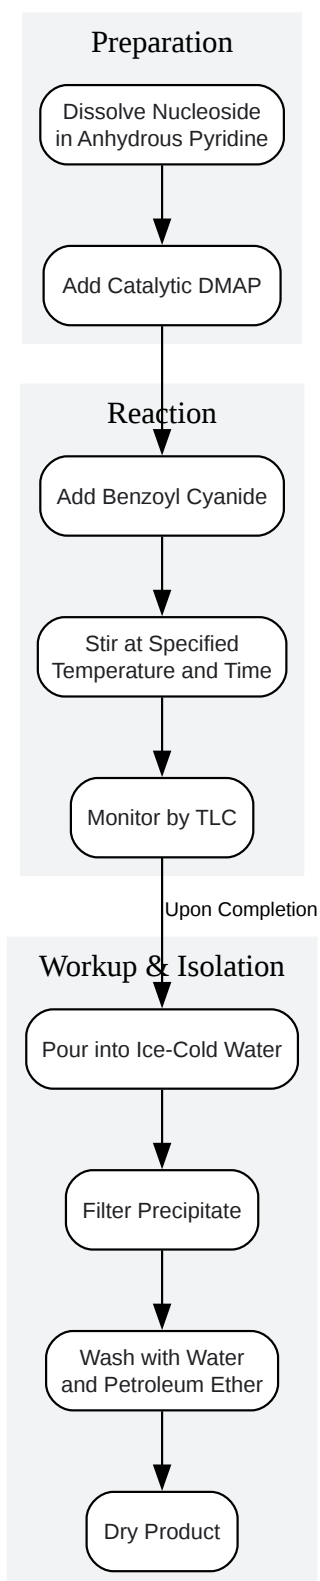 Preparation
Dissolve Nucleoside
in Anhydrous Pyridine
Add Catalytic DMAP
Reaction
Add Benzoyl Cyanide
Stir at Specified
Temperature and Time
Monitor by TLC
Upon Completion
Workup & Isolation
Pour into Ice-Cold Water
Filter Precipitate
Wash with Water
and Petroleum Ether
Dry Product